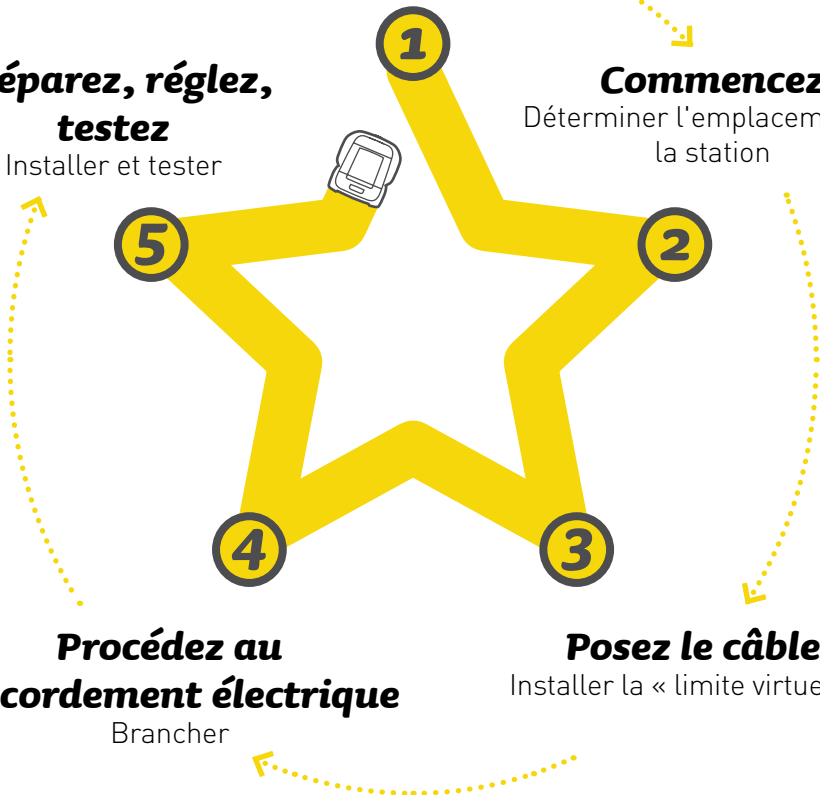 1
Commencez
Déterminer l'emplacem
la station
2
3
Posez le câble
Installer la « limite virtue
4
Procédez au
cordement électrique
Brancher
5
éparez, réglez,
testez
Installer et tester